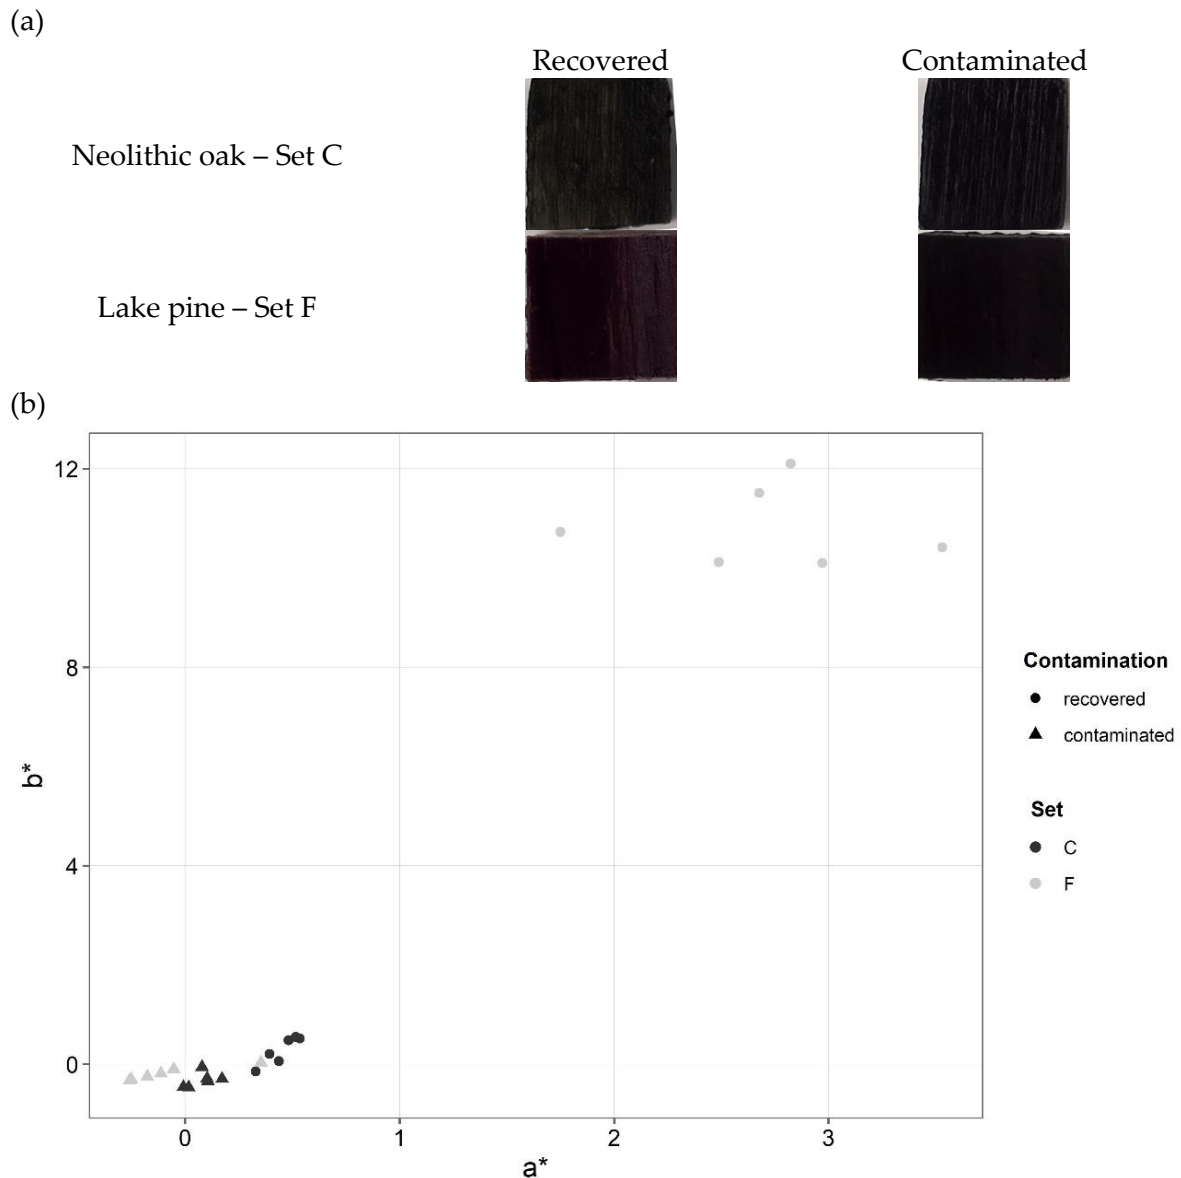 (a)
Recovered Contaminated
Neolithic oak – Set C
Lake pine – Set F
(b)
12
8
4
0
b*
0 1 2 3
a*
Contamination
recovered
contaminated
Set
C
F